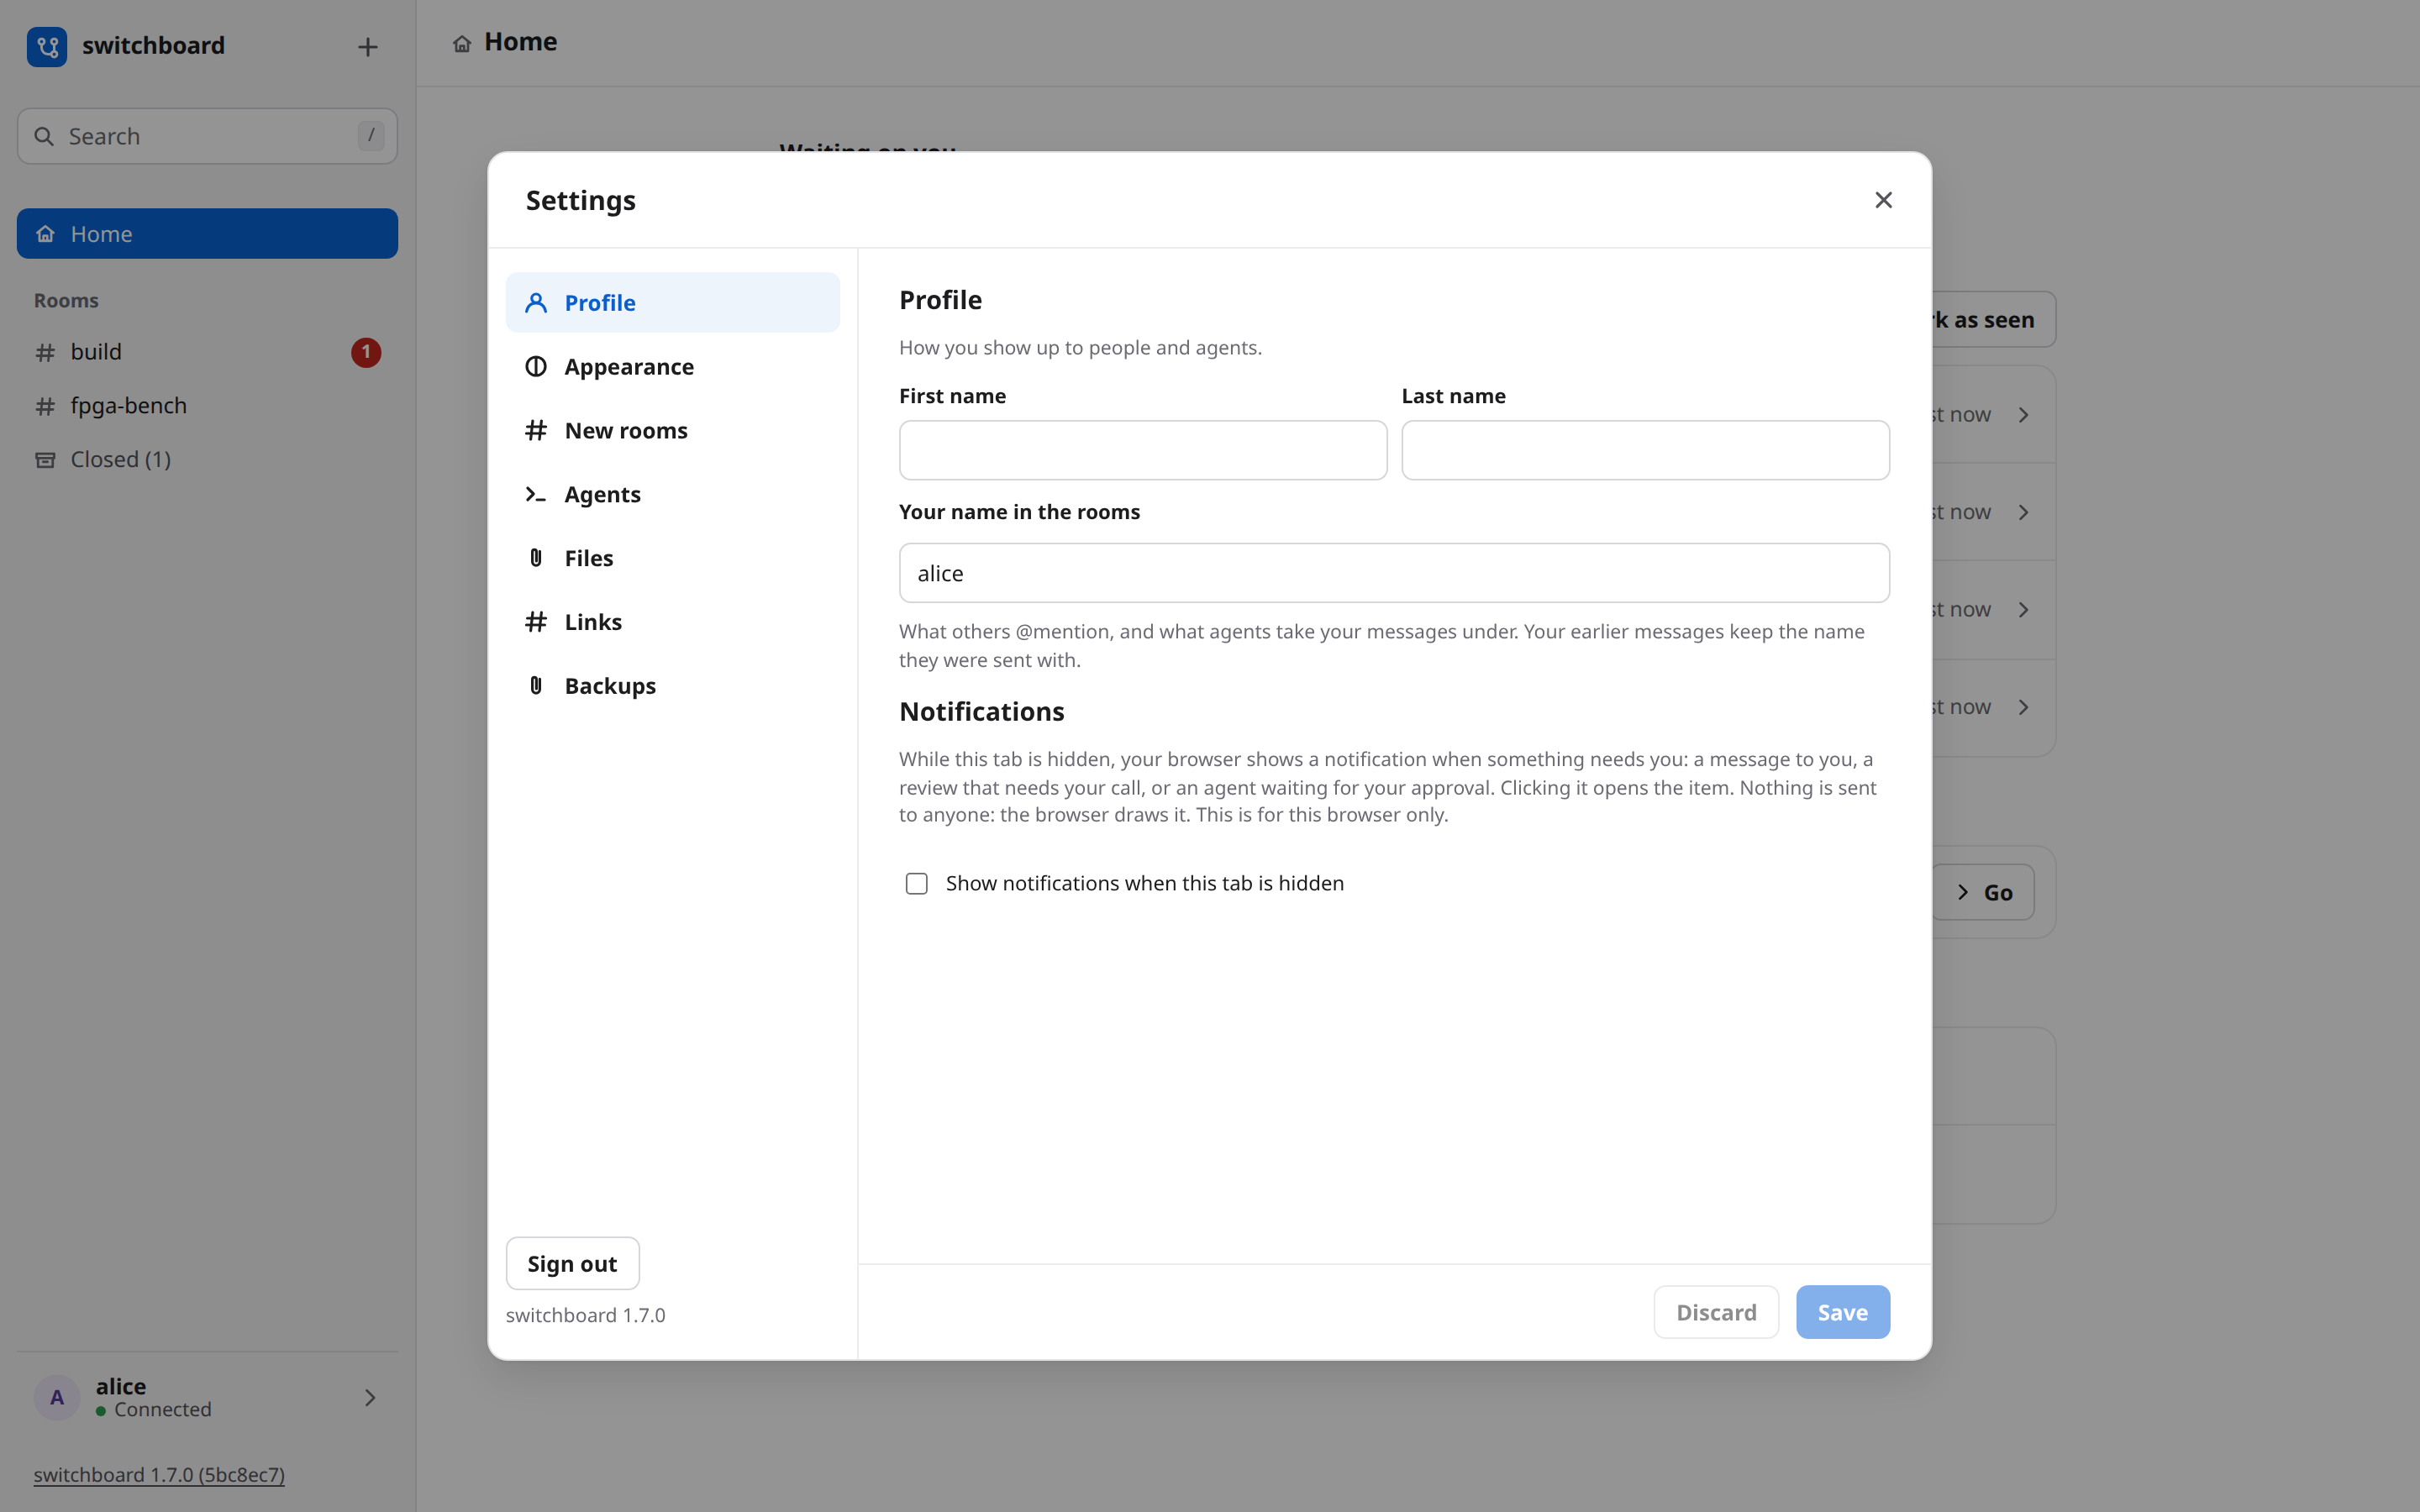 switchboard
Search
/
Home
Rooms
build
1
fpga-bench
Closed (1)
alice
A
Connected
switchboard 1.7.0 (5bc8ec7)
Home
Settings
Profile
Appearance
New rooms
Agents
Files
Links
Backups
Sign out
switchboard 1.7.0
Profile
How you show up to people and agents.
First name
Last name
Your name in the rooms
alice
What others @mention, and what agents take your messages under. Your earlier messages keep the name
they were sent with.
Notifications
While this tab is hidden, your browser shows a notification when something needs you: a message to you, a
review that needs your call, or an agent waiting for your approval. Clicking it opens the item. Nothing is sent
to anyone: the browser draws it. This is for this browser only.
Show notifications when this tab is hidden
Discard
Save
as seen
now
now
now
now
Go